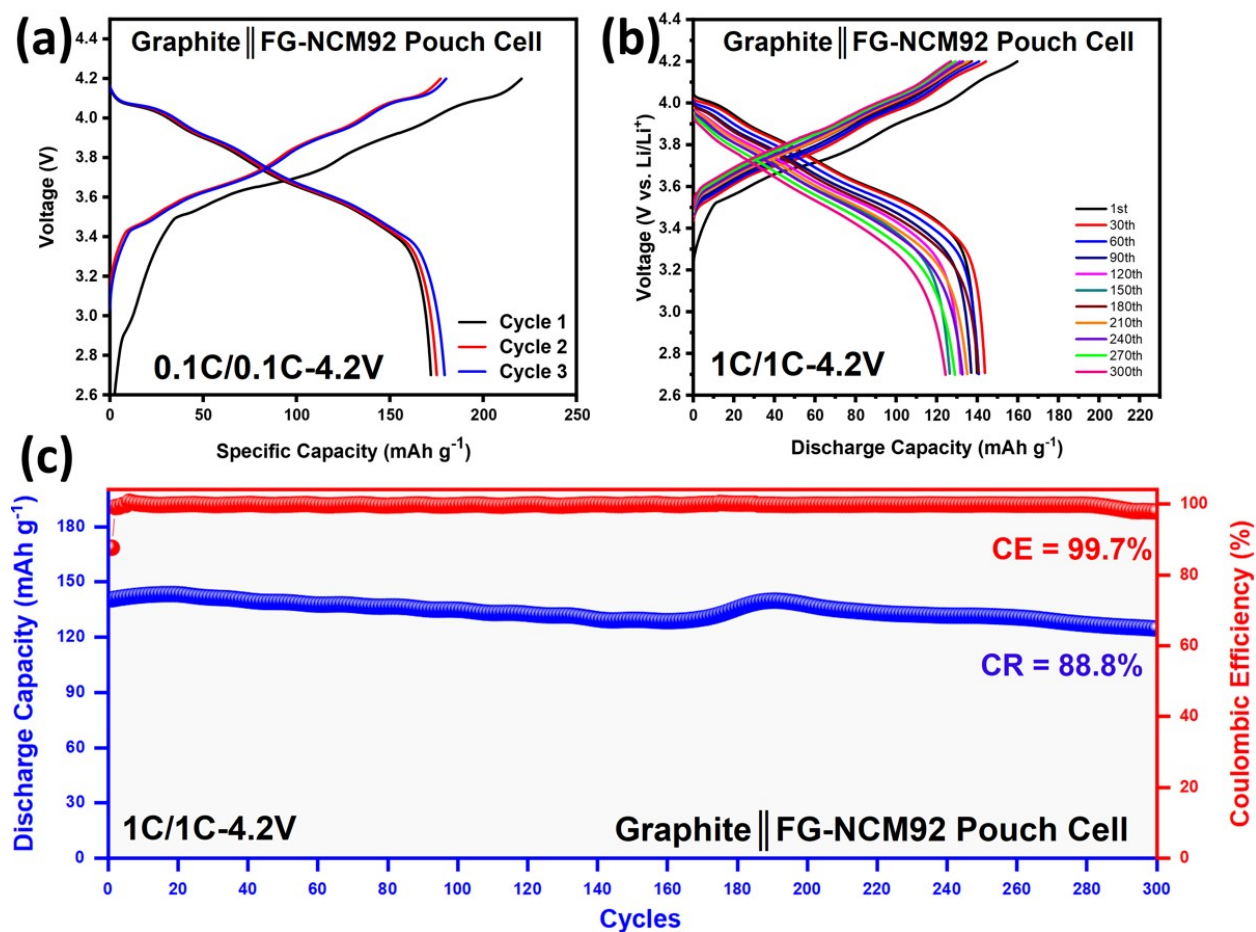 (a)
Graphite║FG-NCM92 Pouch Cell
4.4
4.2
4.0
3.8
3.6
3.4
3.2
3.0
2.8
2.6
Voltage (V)
Cycle 1
Cycle 2
Cycle 3
0.1C/0.1C-4.2V
0
50
100
150
200
250
Specific Capacity (mAh g⁻¹)
(b)
Graphite║FG-NCM92 Pouch Cell
4.4
4.2
4.0
3.8
3.6
3.4
3.2
3.0
2.8
2.6
Voltage (V vs. Li/Li⁺)
1st
30th
60th
90th
120th
150th
180th
210th
240th
270th
300th
1C/1C-4.2V
0
20
40
60
80
100
120
140
160
180
200
220
Discharge Capacity (mAh g⁻¹)
(c)
180
150
120
90
60
30
0
Discharge Capacity (mAh g⁻¹)
CE = 99.7%
CR = 88.8%
1C/1C-4.2V
Graphite║FG-NCM92 Pouch Cell
100
80
60
40
20
0
Coulombic Efficiency (%)
0
20
40
60
80
100
120
140
160
180
200
220
240
260
280
300
Cycles